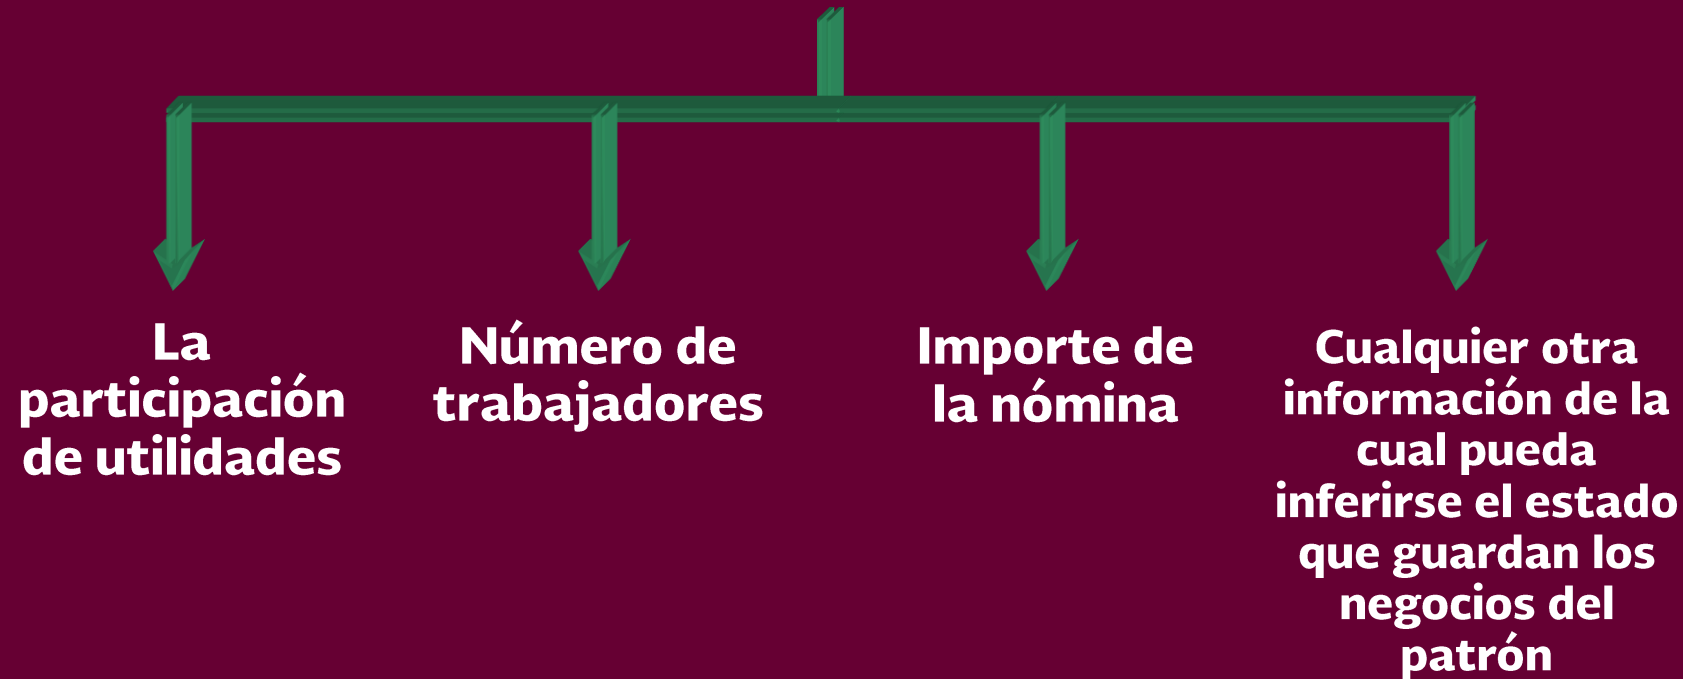 La
participación
de utilidades
Número de
trabajadores
Importe de
la nómina
Cualquier otra
información de la
cual pueda
inferirse el estado
que guardan los
negocios del
patrón